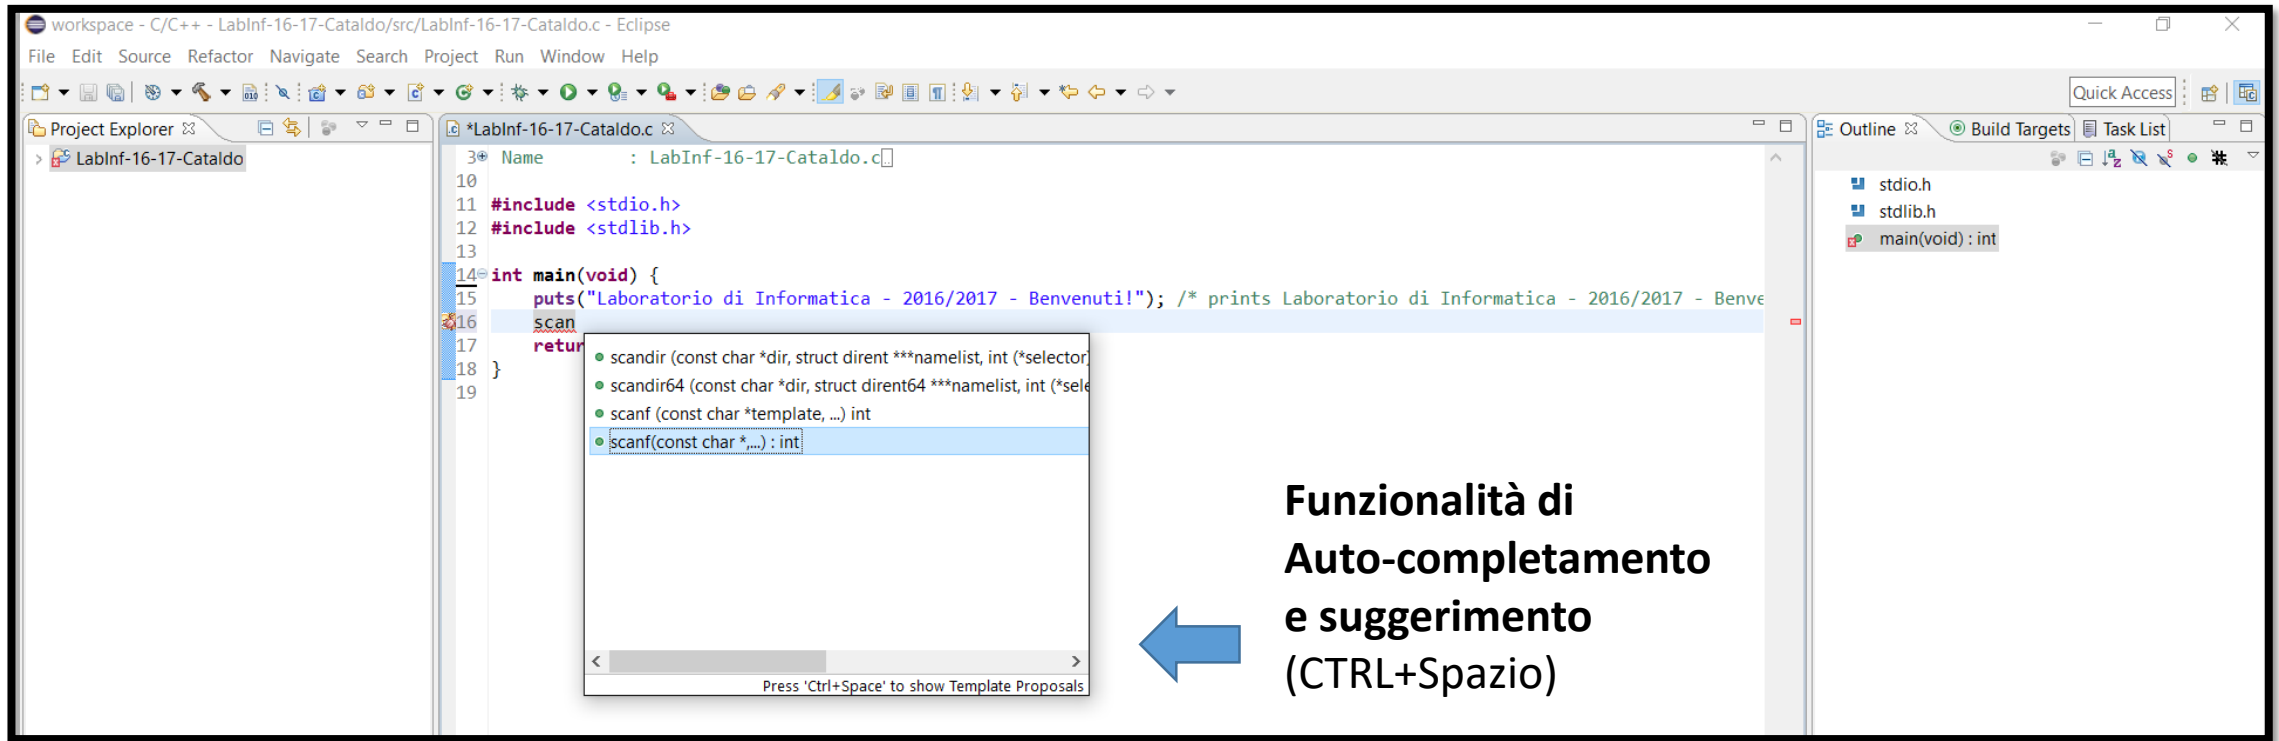 workspace - C/C++ - LabInf-16-17-Cataldo/src/LabInf-16-17-Cataldo.c - Eclipse
File Edit Source Refactor Navigate Search Project Run Window Help
Quick Access
Project Explorer
LabInf-16-17-Cataldo
*LabInf-16-17-Cataldo.c
3 Name : LabInf-16-17-Cataldo.c
10
11 #include <stdio.h>
12 #include <stdlib.h>
13
14 int main(void) {
15 puts("Laboratorio di Informatica - 2016/2017 - Benvenuti!"); /* prints Laboratorio di Informatica - 2016/2017 - Benve
16 scan
17 retur
18 }
19
scandir (const char *dir, struct dirent ***namelist, int (*selector)
scandir64 (const char *dir, struct dirent64 ***namelist, int (*sele
scanf (const char *template, ...) int
scanf(const char *,...) : int
Press 'Ctrl+Space' to show Template Proposals
Funzionalità di
Auto-completamento
e suggerimento
(CTRL+Spazio)
Outline Build Targets Task List
stdio.h
stdlib.h
main(void) : int